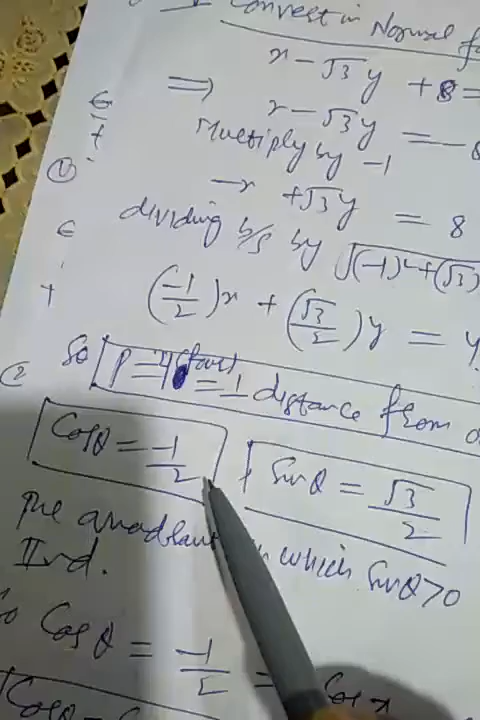 Convert in Normal
x - √3 y + 8 =
⇒ x - √3 y = -
Multiply by -1
-x + √3 y = 8
dividing b/s by √(-1)² + (√3)
(-1/2)x + (√3/2)y = 4
So P = 4 = ⊥ distance from
Cosθ = -1/2 Sinθ = √3/2
The quadrant in which Sinθ>0
IInd.
So Cosθ = -1/2 = Cos